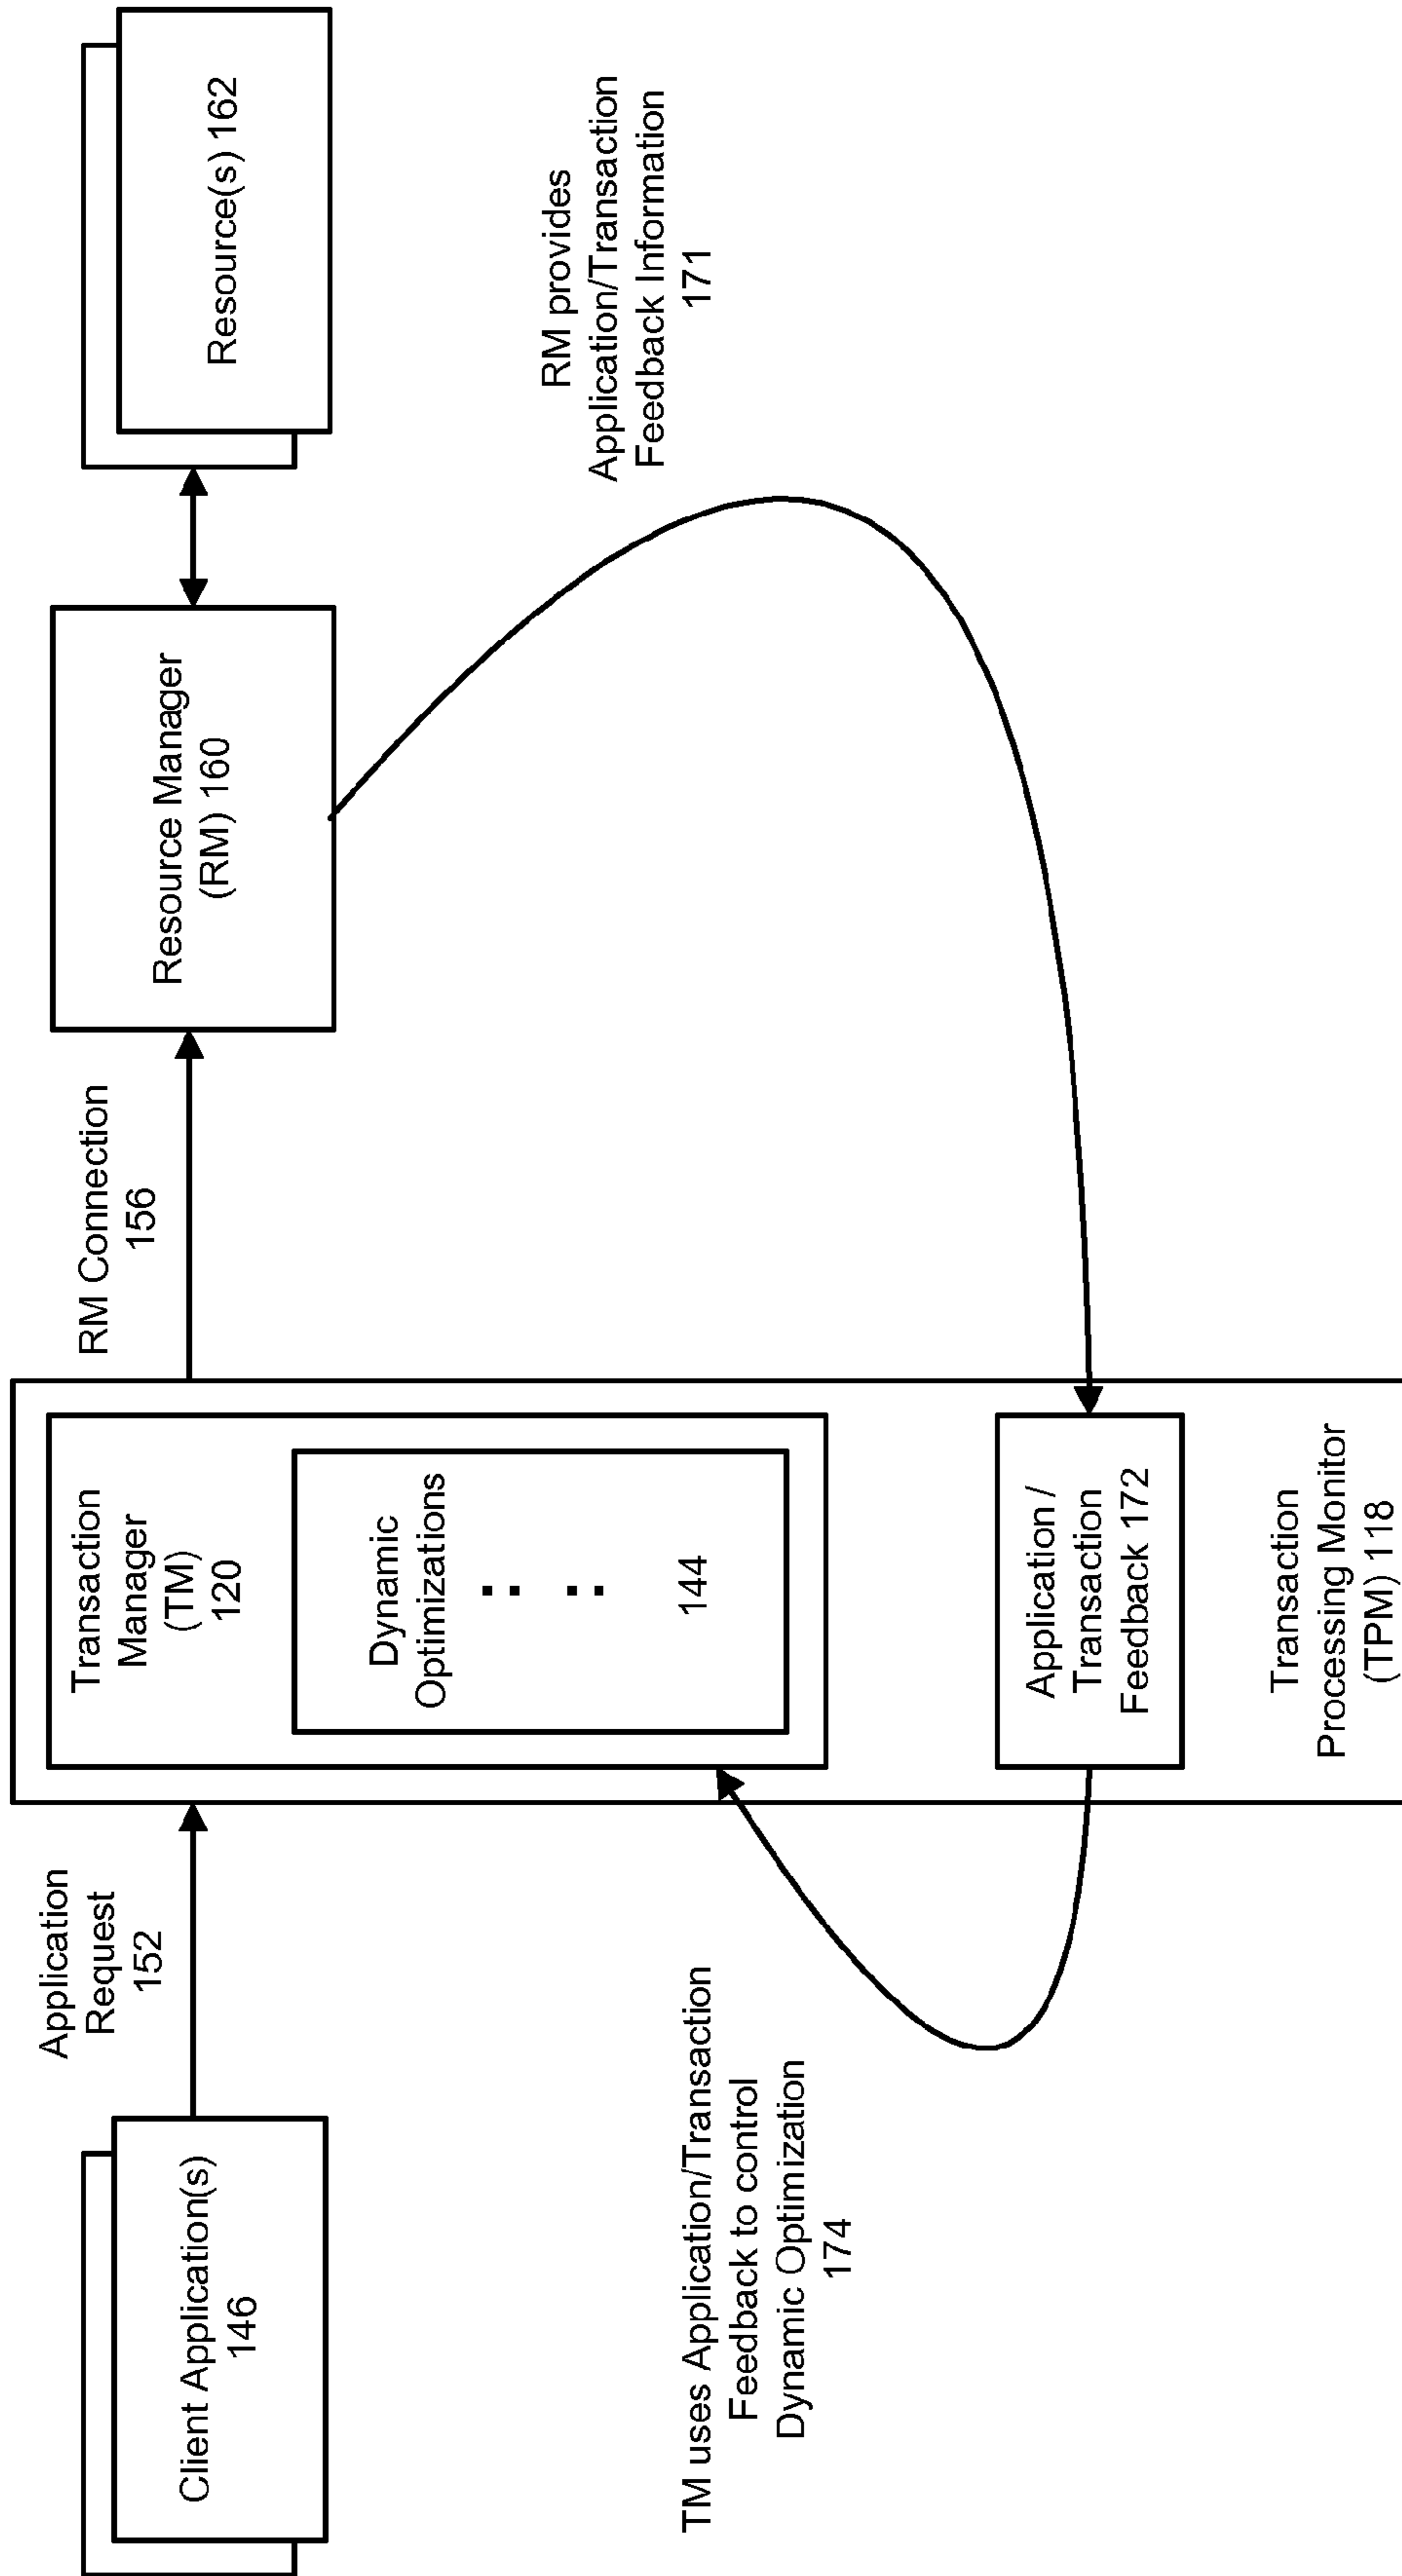 Client Application(s)
146
Application
Request
152
Transaction
Manager
(TM)
120
Dynamic
Optimizations
144
RM Connection
156
Resource Manager
(RM) 160
Resource(s) 162
TM uses Application/Transaction
Feedback to control
Dynamic Optimization
174
Application /
Transaction
Feedback 172
Transaction
Processing Monitor
(TPM) 118
RM provides
Application/Transaction
Feedback Information
171